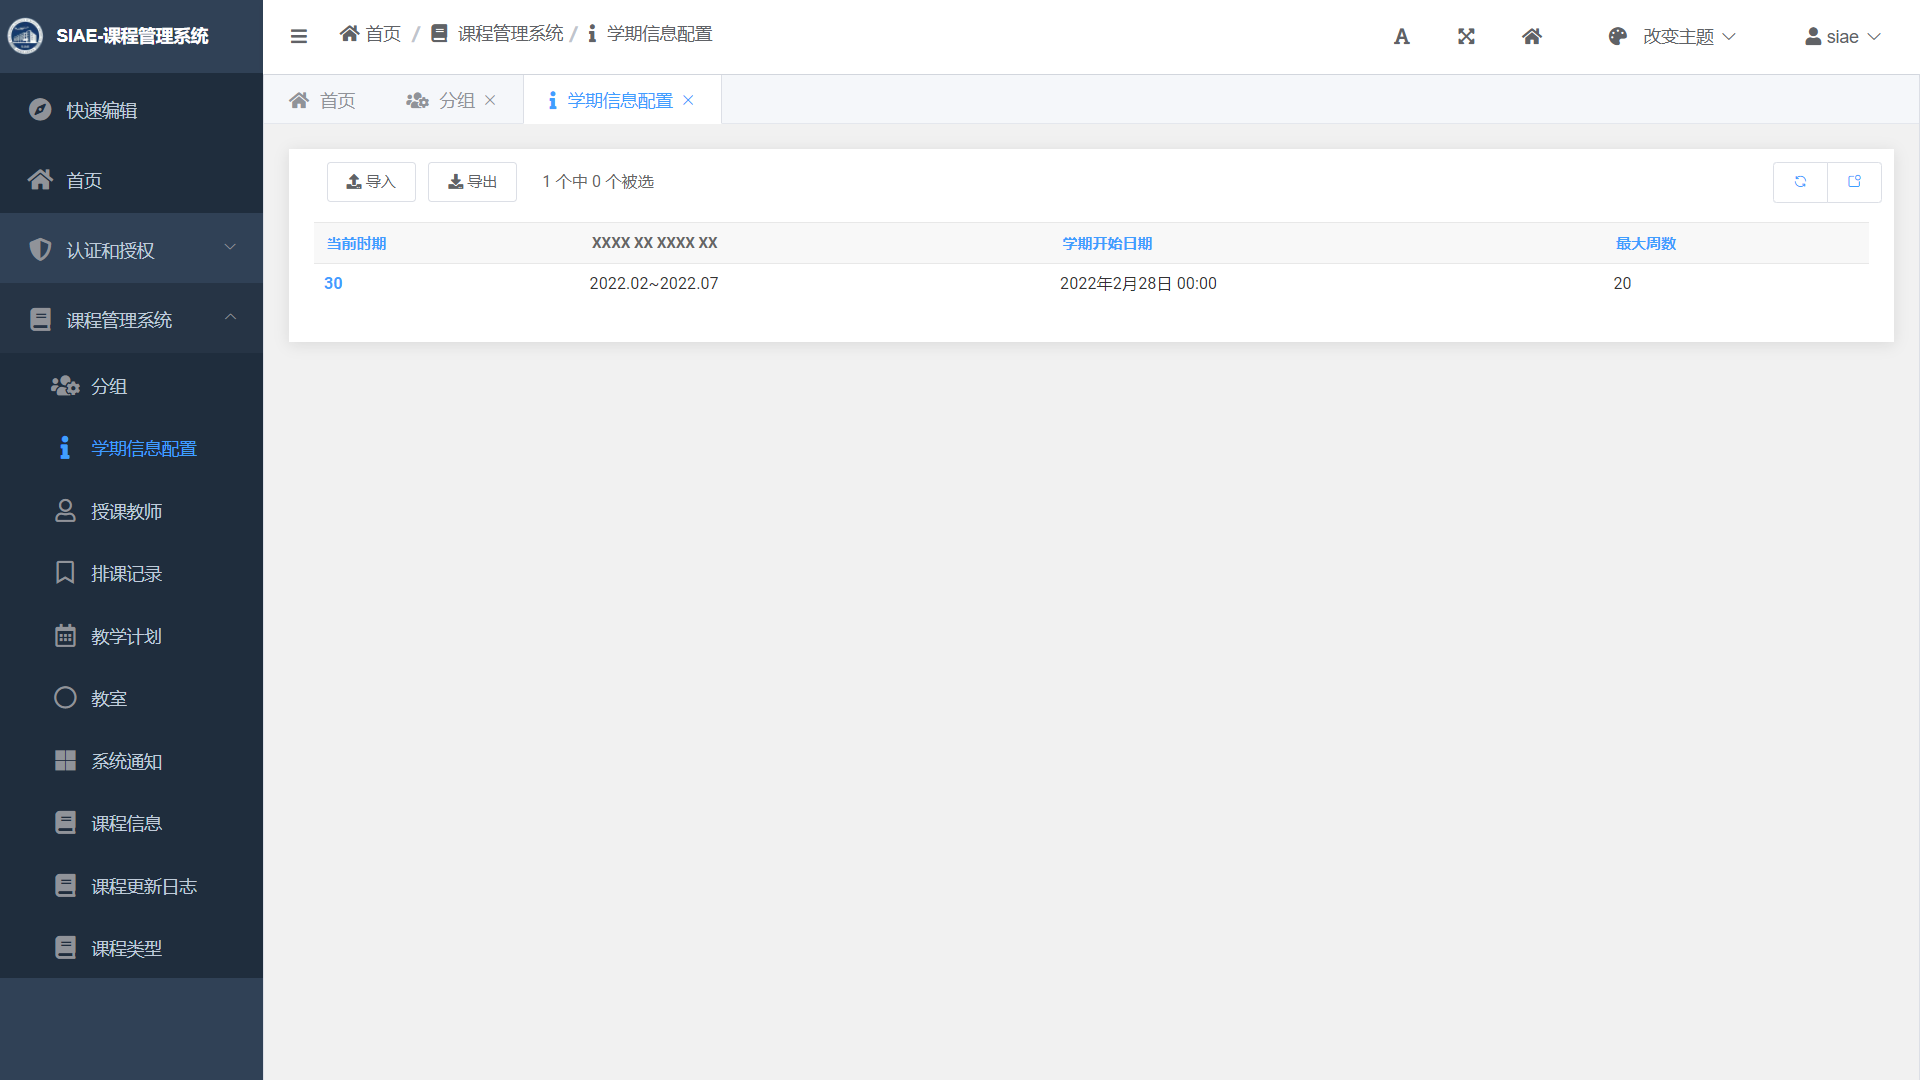 SIAE-课程管理系统
快速编辑
首页
认证和授权
课程管理系统
分组
学期信息配置
授课教师
排课记录
教学计划
教室
系统通知
课程信息
课程更新日志
课程类型
首页 / 课程管理系统 / 学期信息配置
A 改变主题 siae
首页 分组 学期信息配置
导入 导出 1 个中 0 个被选
当前时期 XXXX XX XXXX XX 学期开始日期 最大周数
30 2022.02~2022.07 2022年2月28日 00:00 20